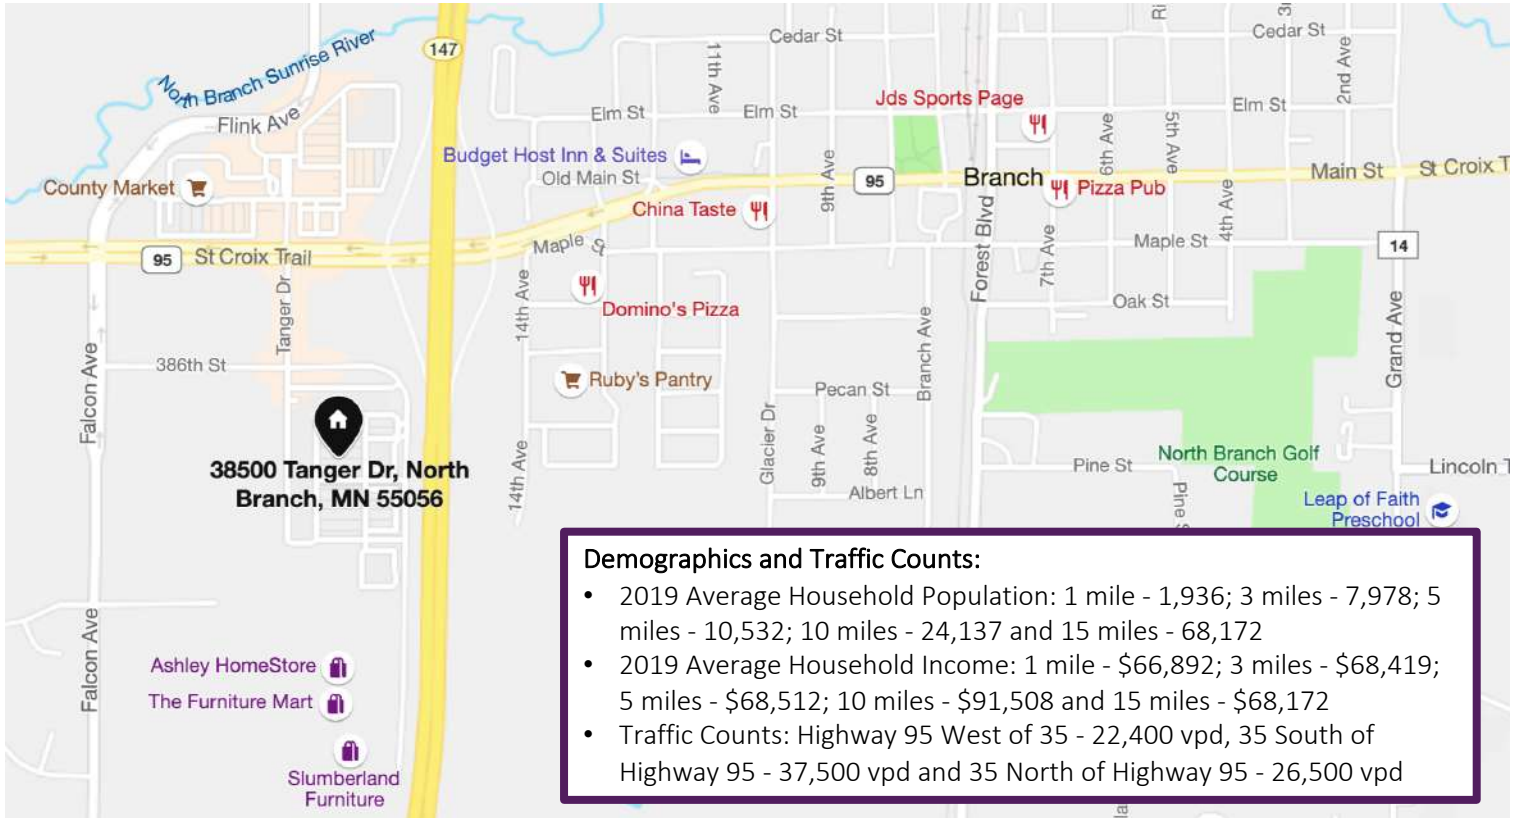 Cedar St
Ri
3r
Cedar St
147
11th Ave
2nd Ave
North Branch Sunrise River
Flink Ave
Elm St
Elm St
Jds Sports Page
Elm St
6th Ave
5th Ave
Budget Host Inn & Suites
Old Main St
County Market
9th Ave
95
Branch
Pizza Pub
Main St
St Croix T
China Taste
4th Ave
95
St Croix Trail
Maple St
Forest Blvd
7th Ave
Maple St
14
Tanger Dr
14th Ave
Domino's Pizza
Oak St
Falcon Ave
386th St
Ruby's Pantry
Pecan St
Branch Ave
Grand Ave
Glacier Dr
9th Ave
8th Ave
38500 Tanger Dr, North
Branch, MN 55056
14th Ave
Albert Ln
Pine St
Pine S
North Branch Golf
Course
Lincoln T
Leap of Faith
Preschool
Demographics and Traffic Counts:
• 2019 Average Household Population: 1 mile - 1,936; 3 miles - 7,978; 5
miles - 10,532; 10 miles - 24,137 and 15 miles - 68,172
• 2019 Average Household Income: 1 mile - $66,892; 3 miles - $68,419;
5 miles - $68,512; 10 miles - $91,508 and 15 miles - $68,172
• Traffic Counts: Highway 95 West of 35 - 22,400 vpd, 35 South of
Highway 95 - 37,500 vpd and 35 North of Highway 95 - 26,500 vpd
Falcon Ave
Ashley HomeStore
The Furniture Mart
Slumberland
Furniture